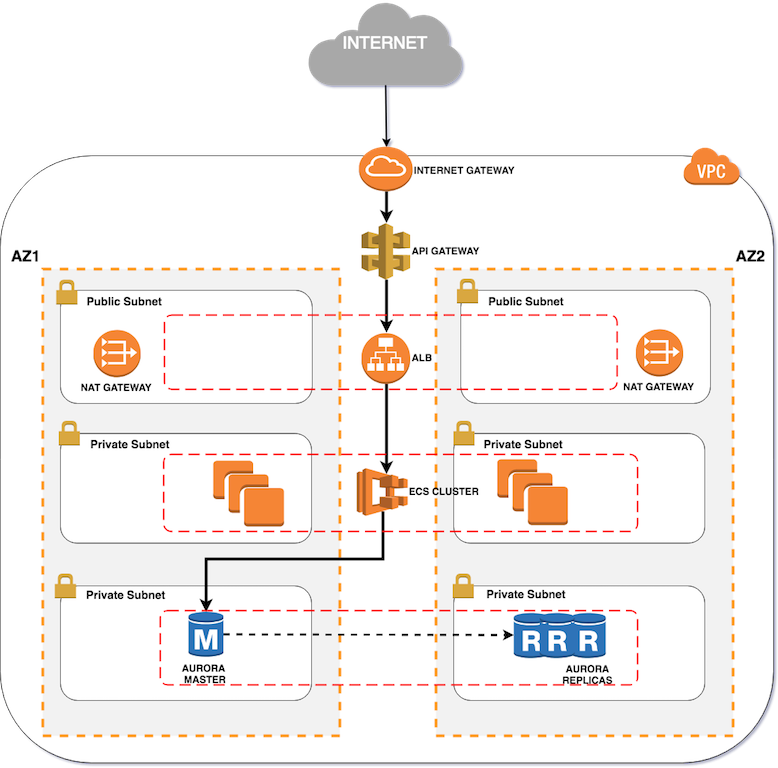 INTERNET
INTERNET GATEWAY
VPC
API GATEWAY
AZ1
AZ2
Public Subnet
Public Subnet
ALB
NAT GATEWAY
NAT GATEWAY
Private Subnet
Private Subnet
ECS CLUSTER
Private Subnet
Private Subnet
M
R R R
AURORA
MASTER
AURORA
REPLICAS